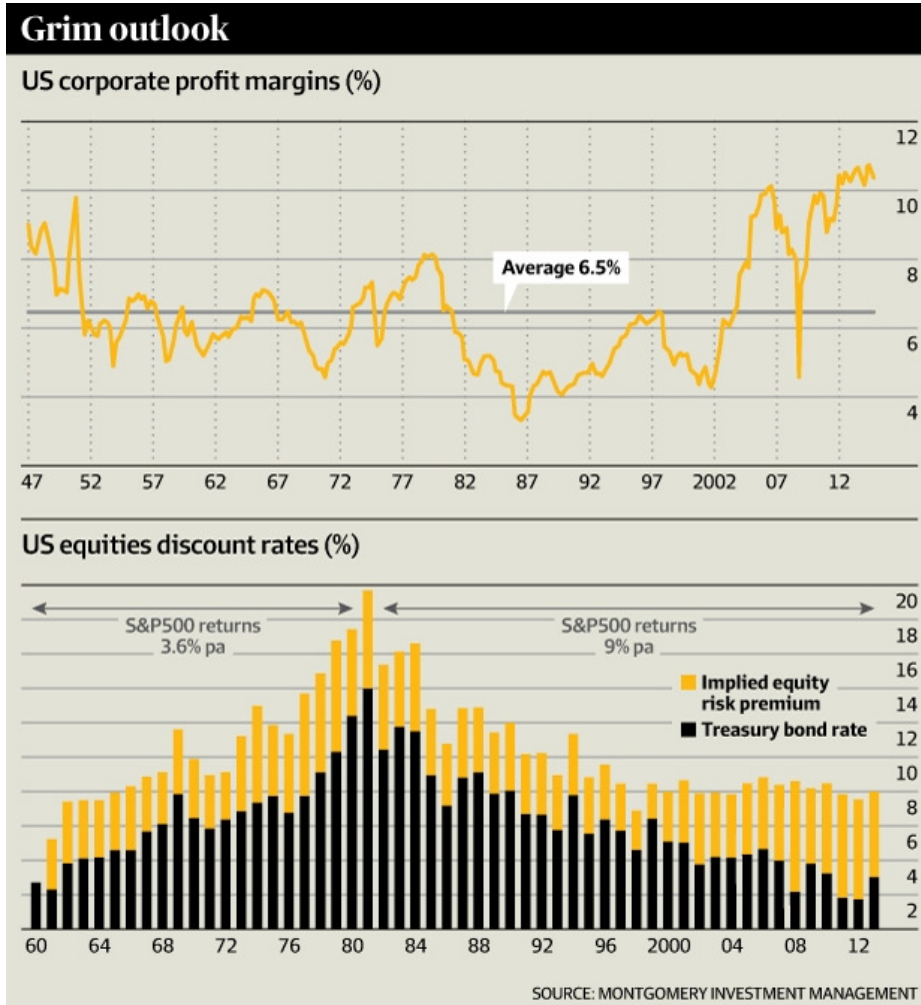 Grim outlook
US corporate profit margins (%)
12
10
8
6
4
Average 6.5%
47 52 57 62 67 72 77 82 87 92 97 2002 07 12
US equities discount rates (%)
20
18
16
14
12
10
8
6
4
2
S&P500 returns
3.6% pa
S&P500 returns
9% pa
Implied equity
risk premium
Treasury bond rate
60 64 68 72 76 80 84 88 92 96 2000 04 08 12
SOURCE: MONTGOMERY INVESTMENT MANAGEMENT